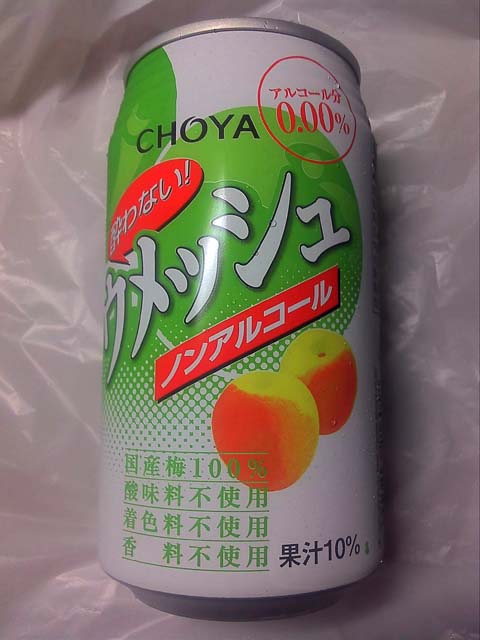 アルコール分
0.00%
CHOYA
酔わない!
ウメッシュ
ノンアルコール
国産梅100%
酸味料不使用
着色料不使用
香料不使用
果汁10%